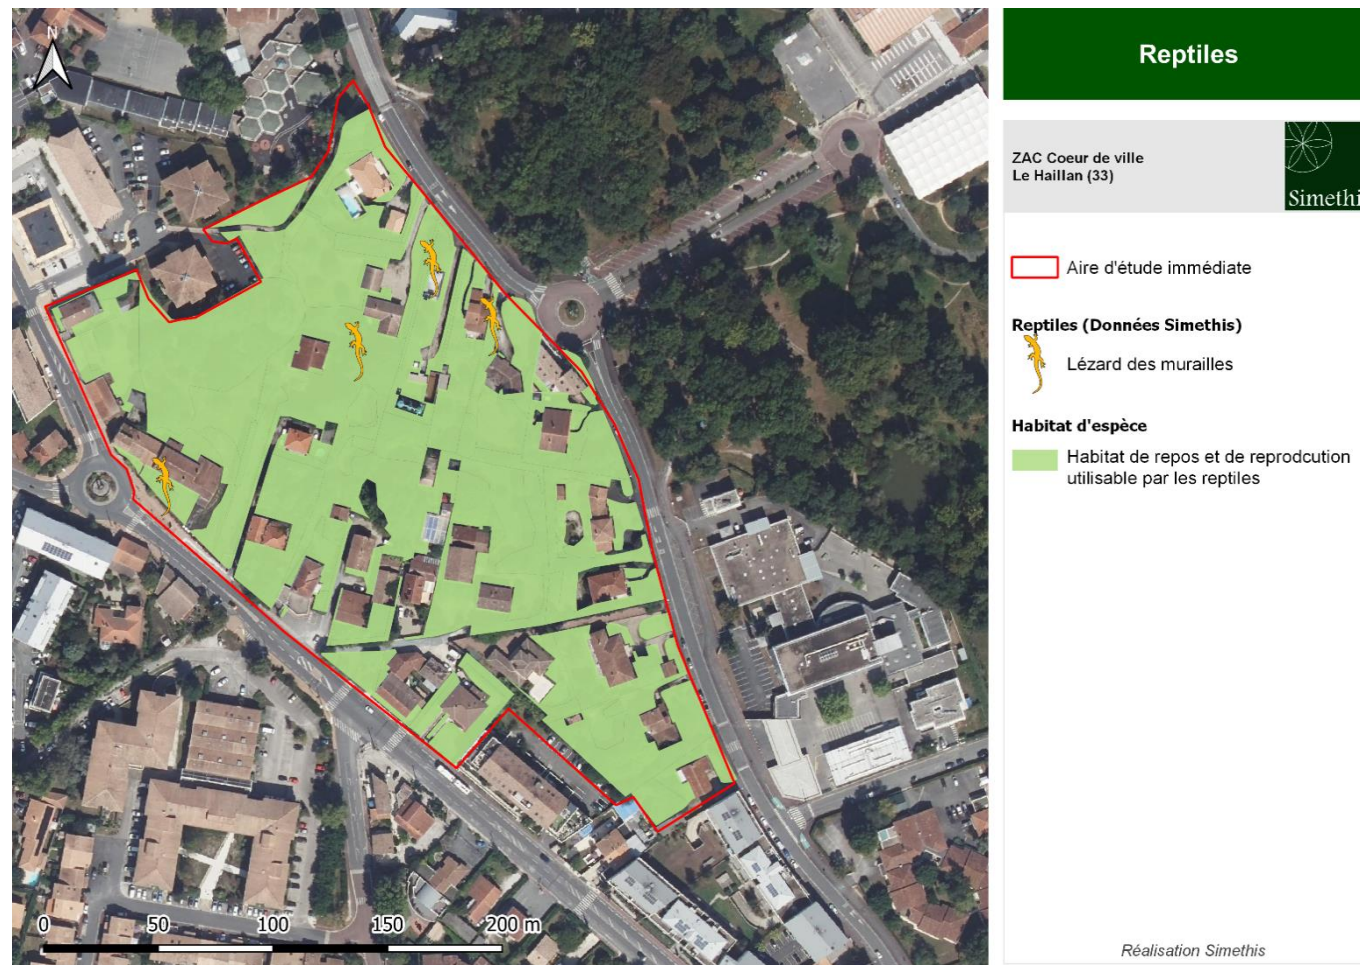 N
Reptiles
ZAC Coeur de ville
Le Haillan (33)
Simethi
Aire d'étude immédiate
Reptiles (Données Simethis)
Lézard des murailles
Habitat d'espèce
Habitat de repos et de reprodcution
utilisable par les reptiles
0 50 100 150 200 m
Réalisation Simethis